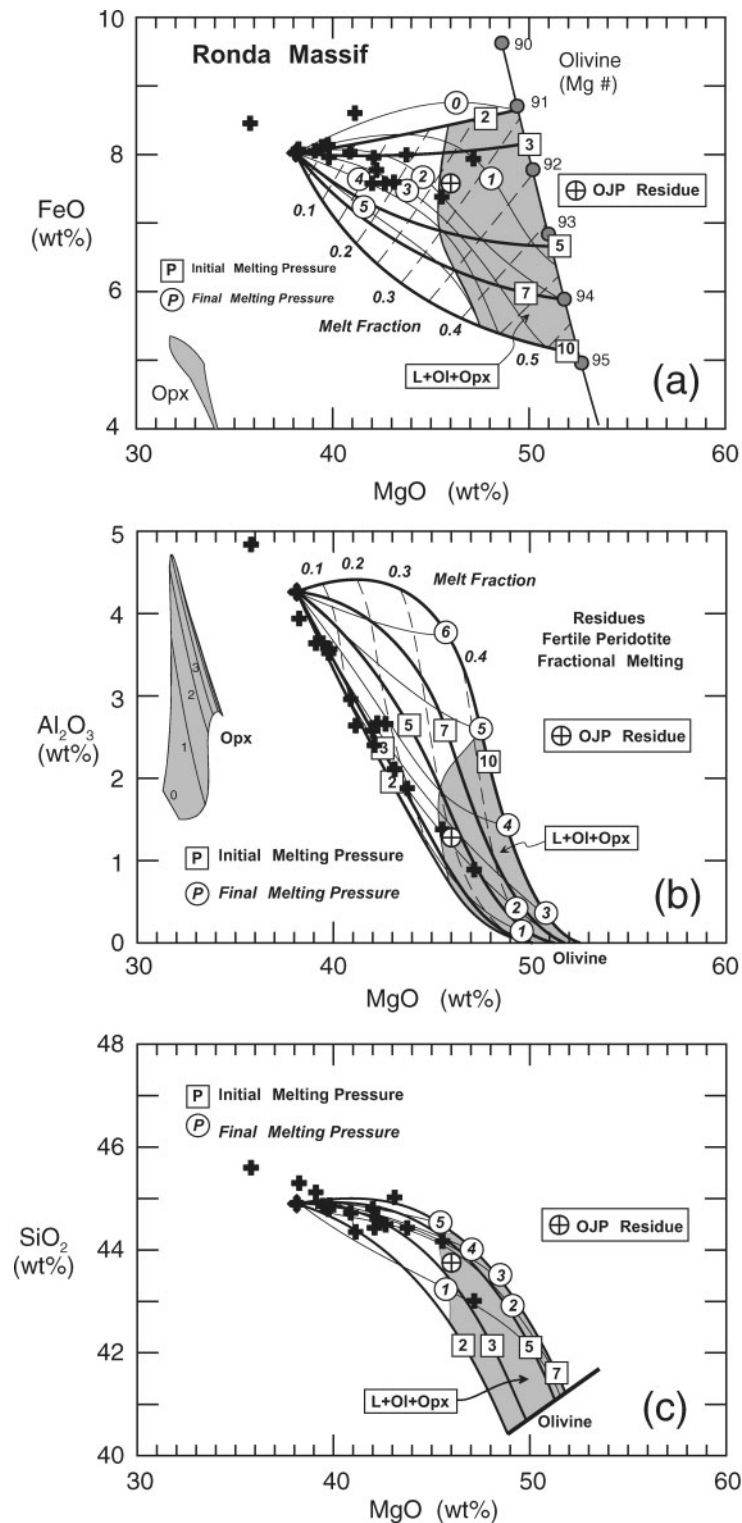 Ronda Massif
10
8
6
4
FeO
(wt%)
90
91
92
93
94
95
Olivine
(Mg #)
0
2
3
1
4
2
3
5
5
7
10
OJP Residue
P Initial Melting Pressure
P Final Melting Pressure
0.1
0.2
0.3
0.4
0.5
Melt Fraction
L+Ol+Opx
Opx
(a)
30
40
50
60
MgO (wt%)
5
4
3
2
1
0
Al2O3
(wt%)
0.1
0.2
0.3
0.4
Melt Fraction
Residues
Fertile Peridotite
Fractional Melting
3
2
1
0
Opx
6
5
5
7
10
3
2
4
2
3
1
OJP Residue
L+Ol+Opx
P Initial Melting Pressure
P Final Melting Pressure
(b)
Olivine
30
40
50
60
MgO (wt%)
48
46
44
42
40
SiO2
(wt%)
P Initial Melting Pressure
P Final Melting Pressure
OJP Residue
5
4
3
2
1
2
3
5
7
L+Ol+Opx
Olivine
(c)
30
40
50
60
MgO (wt%)